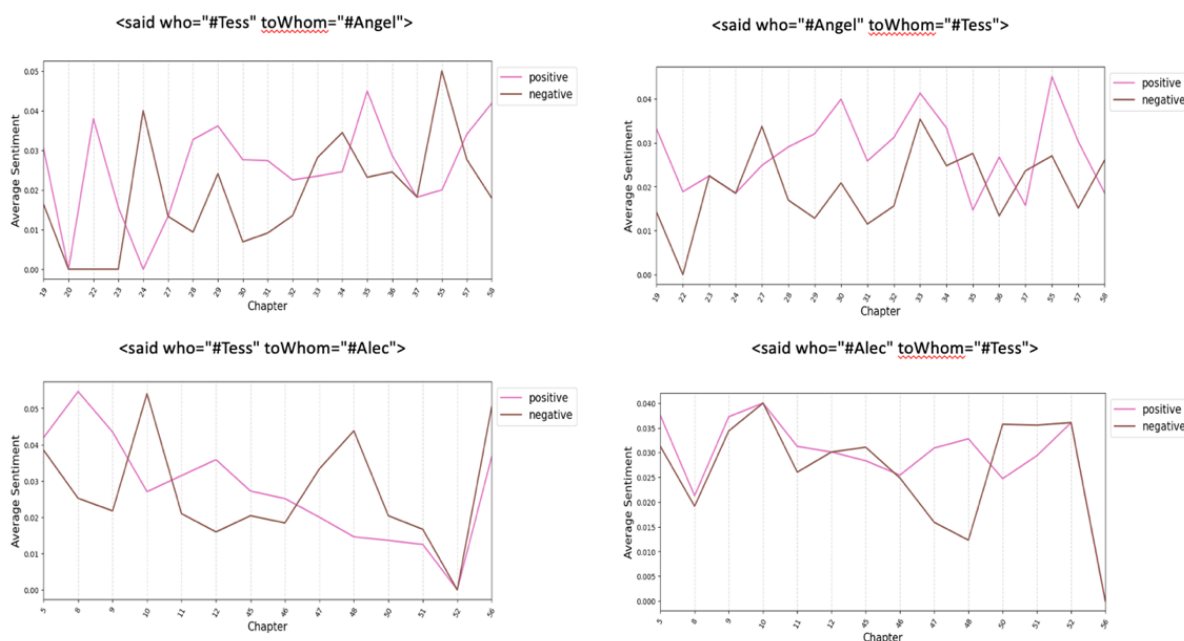 <said who="#Tess" toWhom="#Angel">
positive
negative
Average Sentiment
0.05
0.04
0.03
0.02
0.01
0.00
19 20 22 23 24 27 28 29 30 31 32 33 34 35 36 37 55 57 58
Chapter
<said who="#Angel" toWhom="#Tess">
positive
negative
Average Sentiment
0.04
0.03
0.02
0.01
0.00
19 22 23 24 27 28 29 30 31 32 33 34 35 36 37 55 57 58
Chapter
<said who="#Tess" toWhom="#Alec">
positive
negative
Average Sentiment
0.05
0.04
0.03
0.02
0.01
0.00
5 8 9 10 11 12 45 46 47 48 50 51 52 56
Chapter
<said who="#Alec" toWhom="#Tess">
positive
negative
Average Sentiment
0.040
0.035
0.030
0.025
0.020
0.015
0.010
0.005
0.000
5 8 9 10 11 12 45 46 47 48 50 51 52 56
Chapter